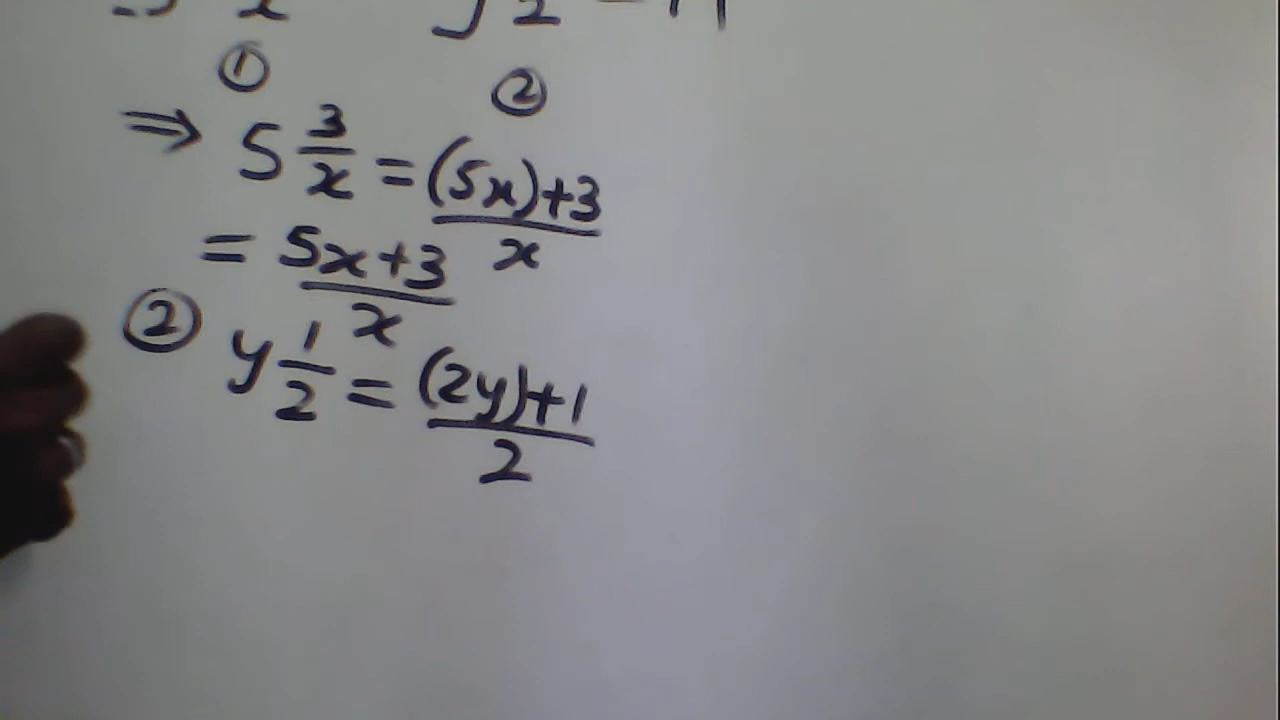 ① ②
⇒ 5 3/x = (5x)+3/x
= 5x+3/x
② y 1/2 = (2y)+1/2